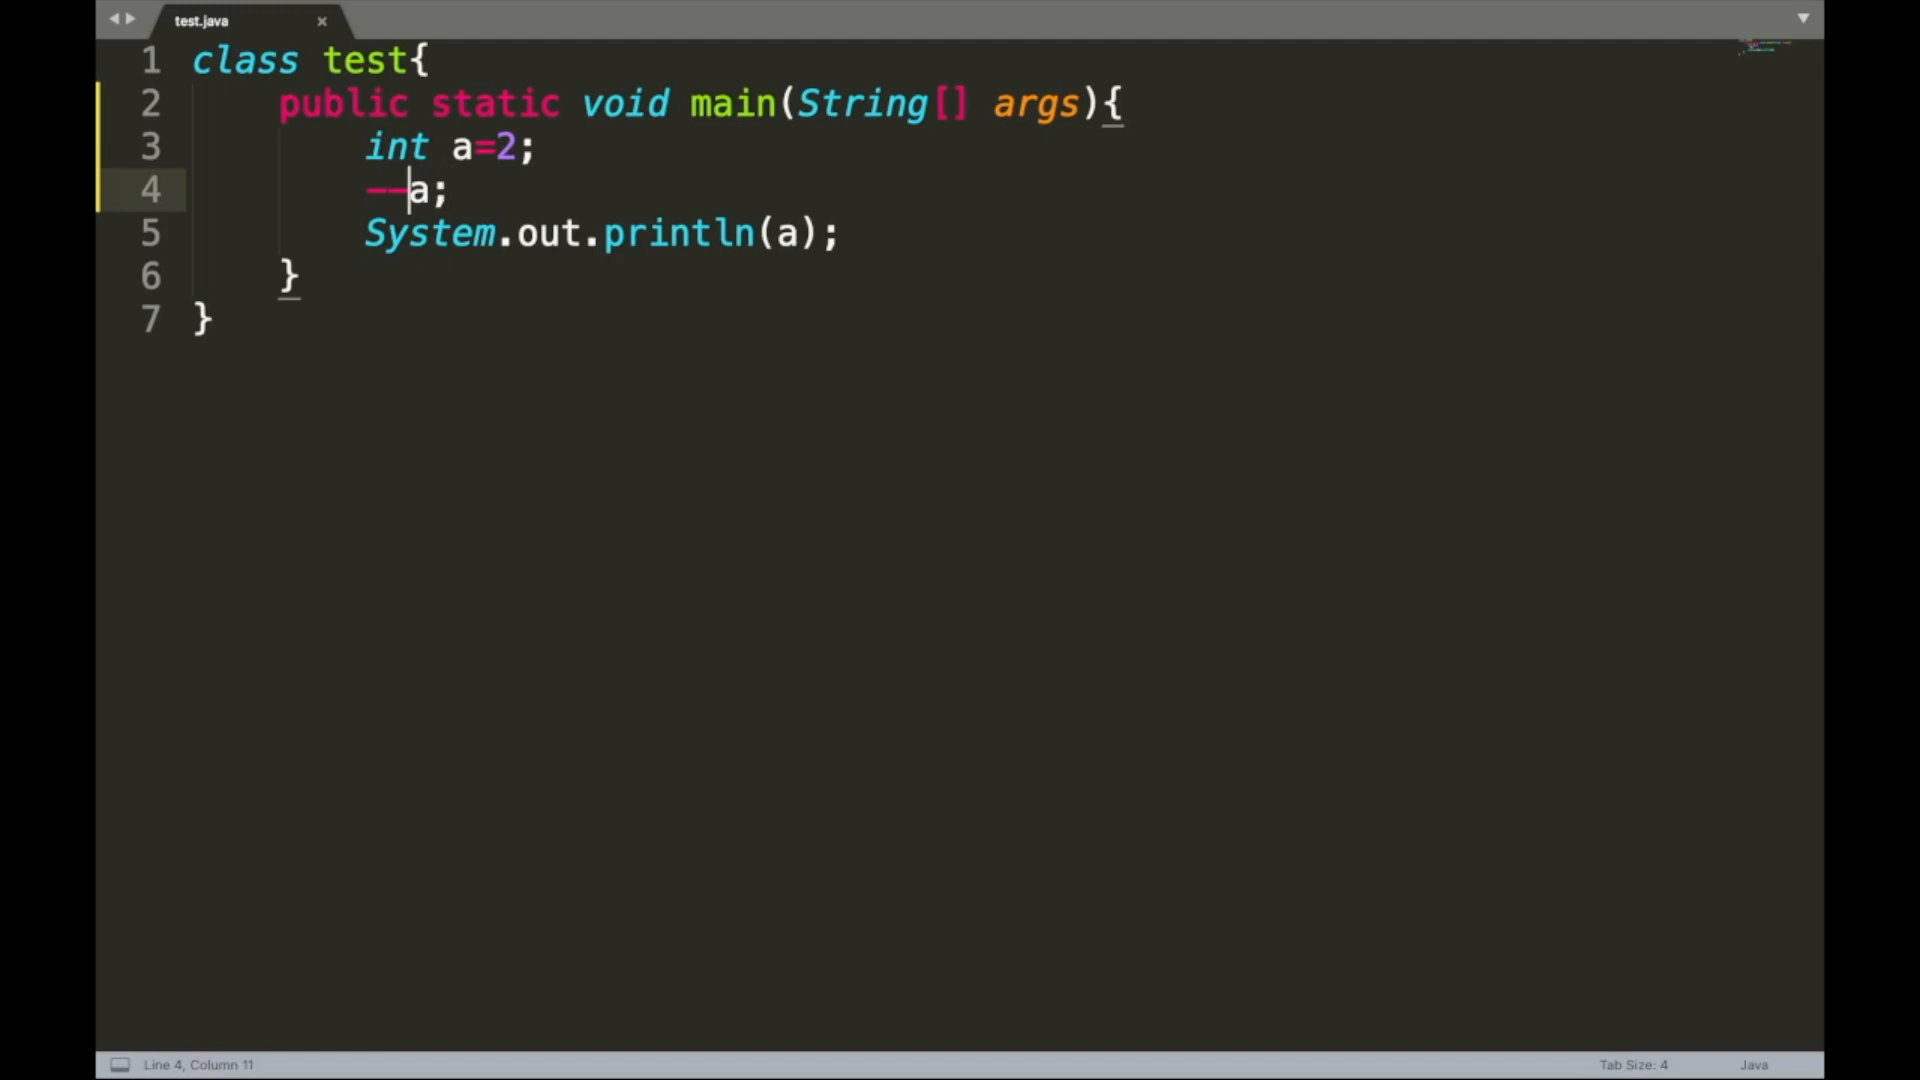 test.java ×
1 class test{
2 public static void main(String[] args){
3 int a=2;
4 --a;
5 System.out.println(a);
6 }
7 }
Line 4, Column 11 Tab Size: 4 Java